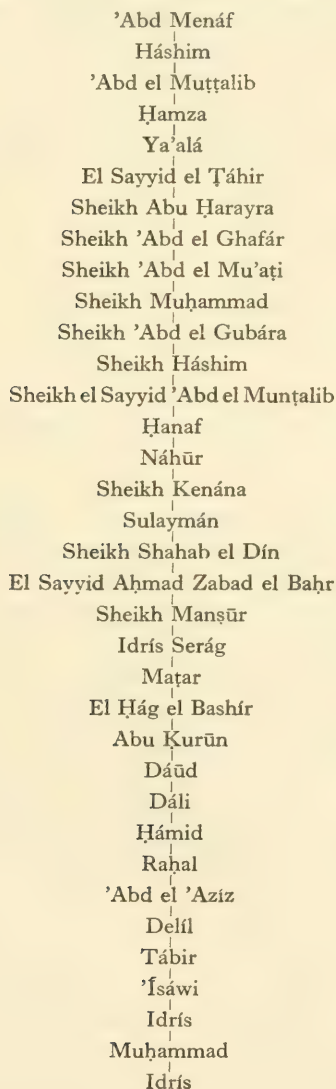 ’Abd Menáf
Háshim
’Abd el Muṭṭalib
Ḥamza
Ya’alá
El Sayyid el Ṭáhir
Sheikh Abu Ḥarayra
Sheikh ’Abd el Ghafár
Sheikh ’Abd el Mu’aṭi
Sheikh Muḥammad
Sheikh ’Abd el Gubára
Sheikh Háshim
Sheikh el Sayyid ’Abd el Munṭalib
Ḥanaf
Náhūr
Sheikh Kenána
Sulaymán
Sheikh Shahab el Dín
El Sayyid Aḥmad Zabad el Baḥr
Sheikh Manṣūr
Idrís Serág
Maṭar
El Ḥág el Bashír
Abu Ḳurūn
Dáūd
Dáli
Ḥámid
Raḥal
’Abd el ’Azíz
Delíl
Tábir
’Ísáwi
Idrís
Muḥammad
Idrís